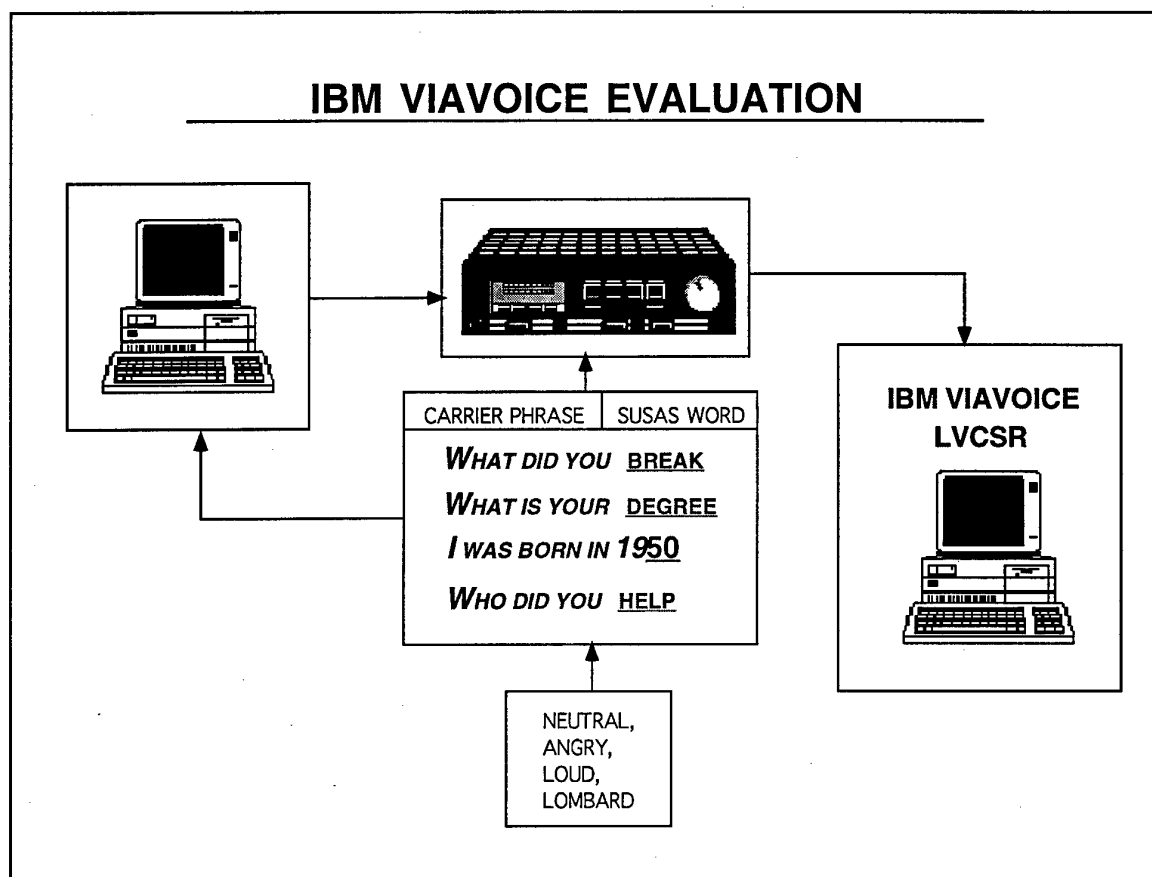 IBM VIAVOICE EVALUATION
CARRIER PHRASE SUSAS WORD
WHAT DID YOU BREAK
WHAT IS YOUR DEGREE
I WAS BORN IN 1950
WHO DID YOU HELP
IBM VIAVOICE
LVCSR
NEUTRAL,
ANGRY,
LOUD,
LOMBARD